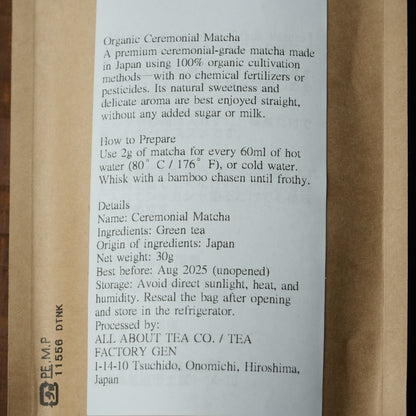 Organic Ceremonial Matcha
A premium ceremonial-grade matcha made
in Japan using 100% organic cultivation
methods—with no chemical fertilizers or
pesticides. Its natural sweetness and
delicate aroma are best enjoyed straight,
without any added sugar or milk.
How to Prepare
Use 2g of matcha for every 60ml of hot
water (80° C / 176° F), or cold water.
Whisk with a bamboo chasen until frothy.
Details
Name: Ceremonial Matcha
Ingredients: Green tea
Origin of ingredients: Japan
Net weight: 30g
Best before: Aug 2025 (unopened)
Storage: Avoid direct sunlight, heat, and
humidity. Reseal the bag after opening
and store in the refrigerator.
Processed by:
ALL ABOUT TEA CO. / TEA
FACTORY GEN
1-14-10 Tsuchido, Onomichi, Hiroshima,
Japan
PE.M.P
11556 DTNK